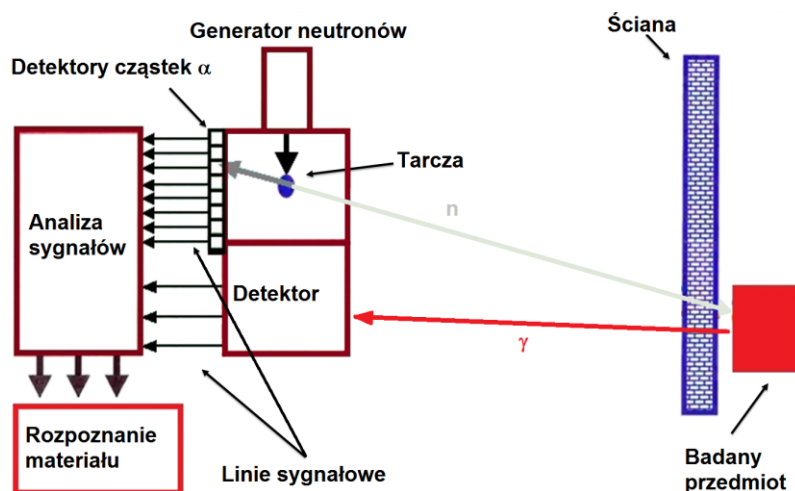 Generator neutronów
Ściana
Detektory cząstek α
Tarcza
n
Analiza
sygnałów
Detektor
γ
Rozpoznanie
materiału
Linie sygnałowe
Badany
przedmiot